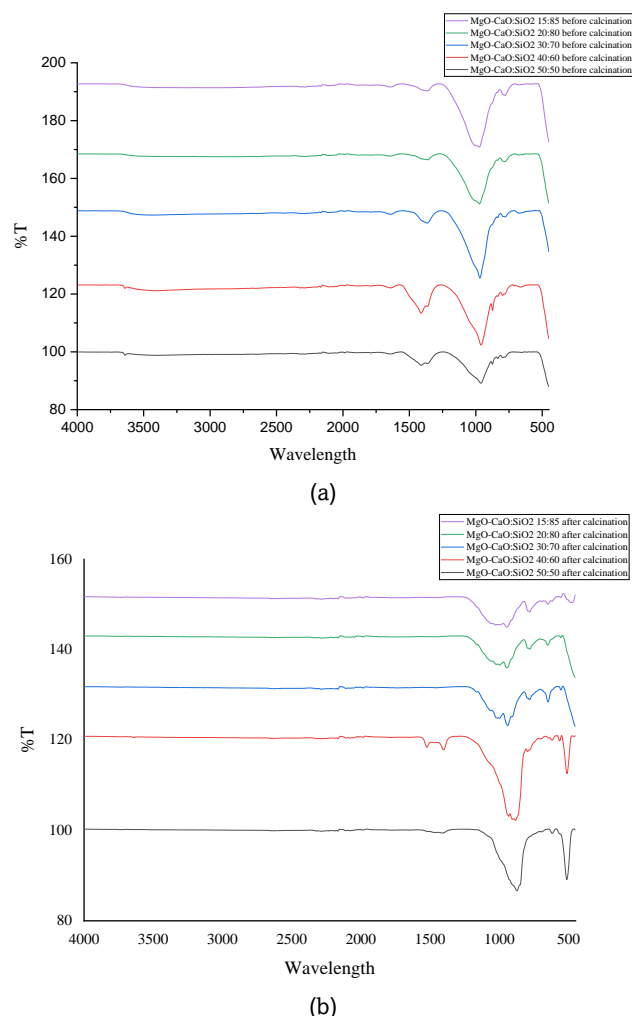 MgO-CaO:SiO2 15:85 before calcination
MgO-CaO:SiO2 20:80 before calcination
MgO-CaO:SiO2 30:70 before calcination
MgO-CaO:SiO2 40:60 before calcination
MgO-CaO:SiO2 50:50 before calcination
200
180
160
140
120
100
80
%T
4000 3500 3000 2500 2000 1500 1000 500
Wavelength
(a)
MgO-CaO:SiO2 15:85 after calcination
MgO-CaO:SiO2 20:80 after calcination
MgO-CaO:SiO2 30:70 after calcination
MgO-CaO:SiO2 40:60 after calcination
MgO-CaO:SiO2 50:50 after calcination
160
140
120
100
80
%T
4000 3500 3000 2500 2000 1500 1000 500
Wavelength
(b)